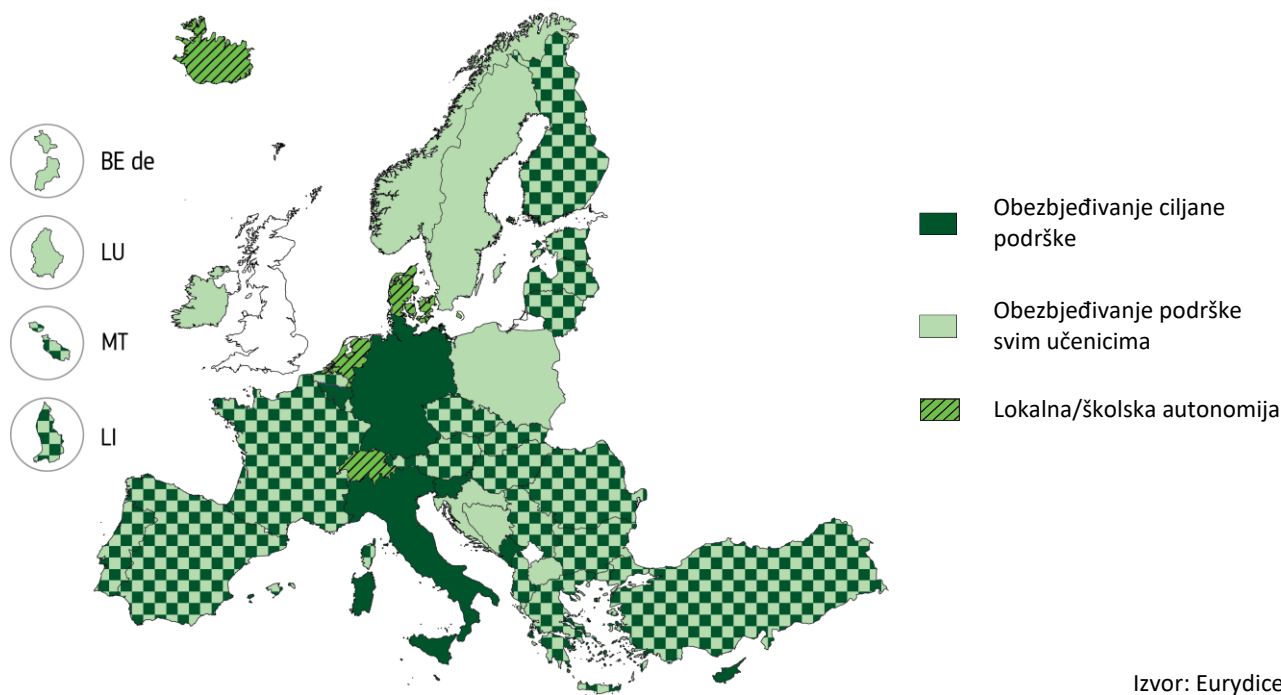 BE de
LU
MT
LI
Obezbjeđivanje ciljane
podrške
Obezbjeđivanje podrške
svim učenicima
Lokalna/školska autonomija
Izvor: Eurydice